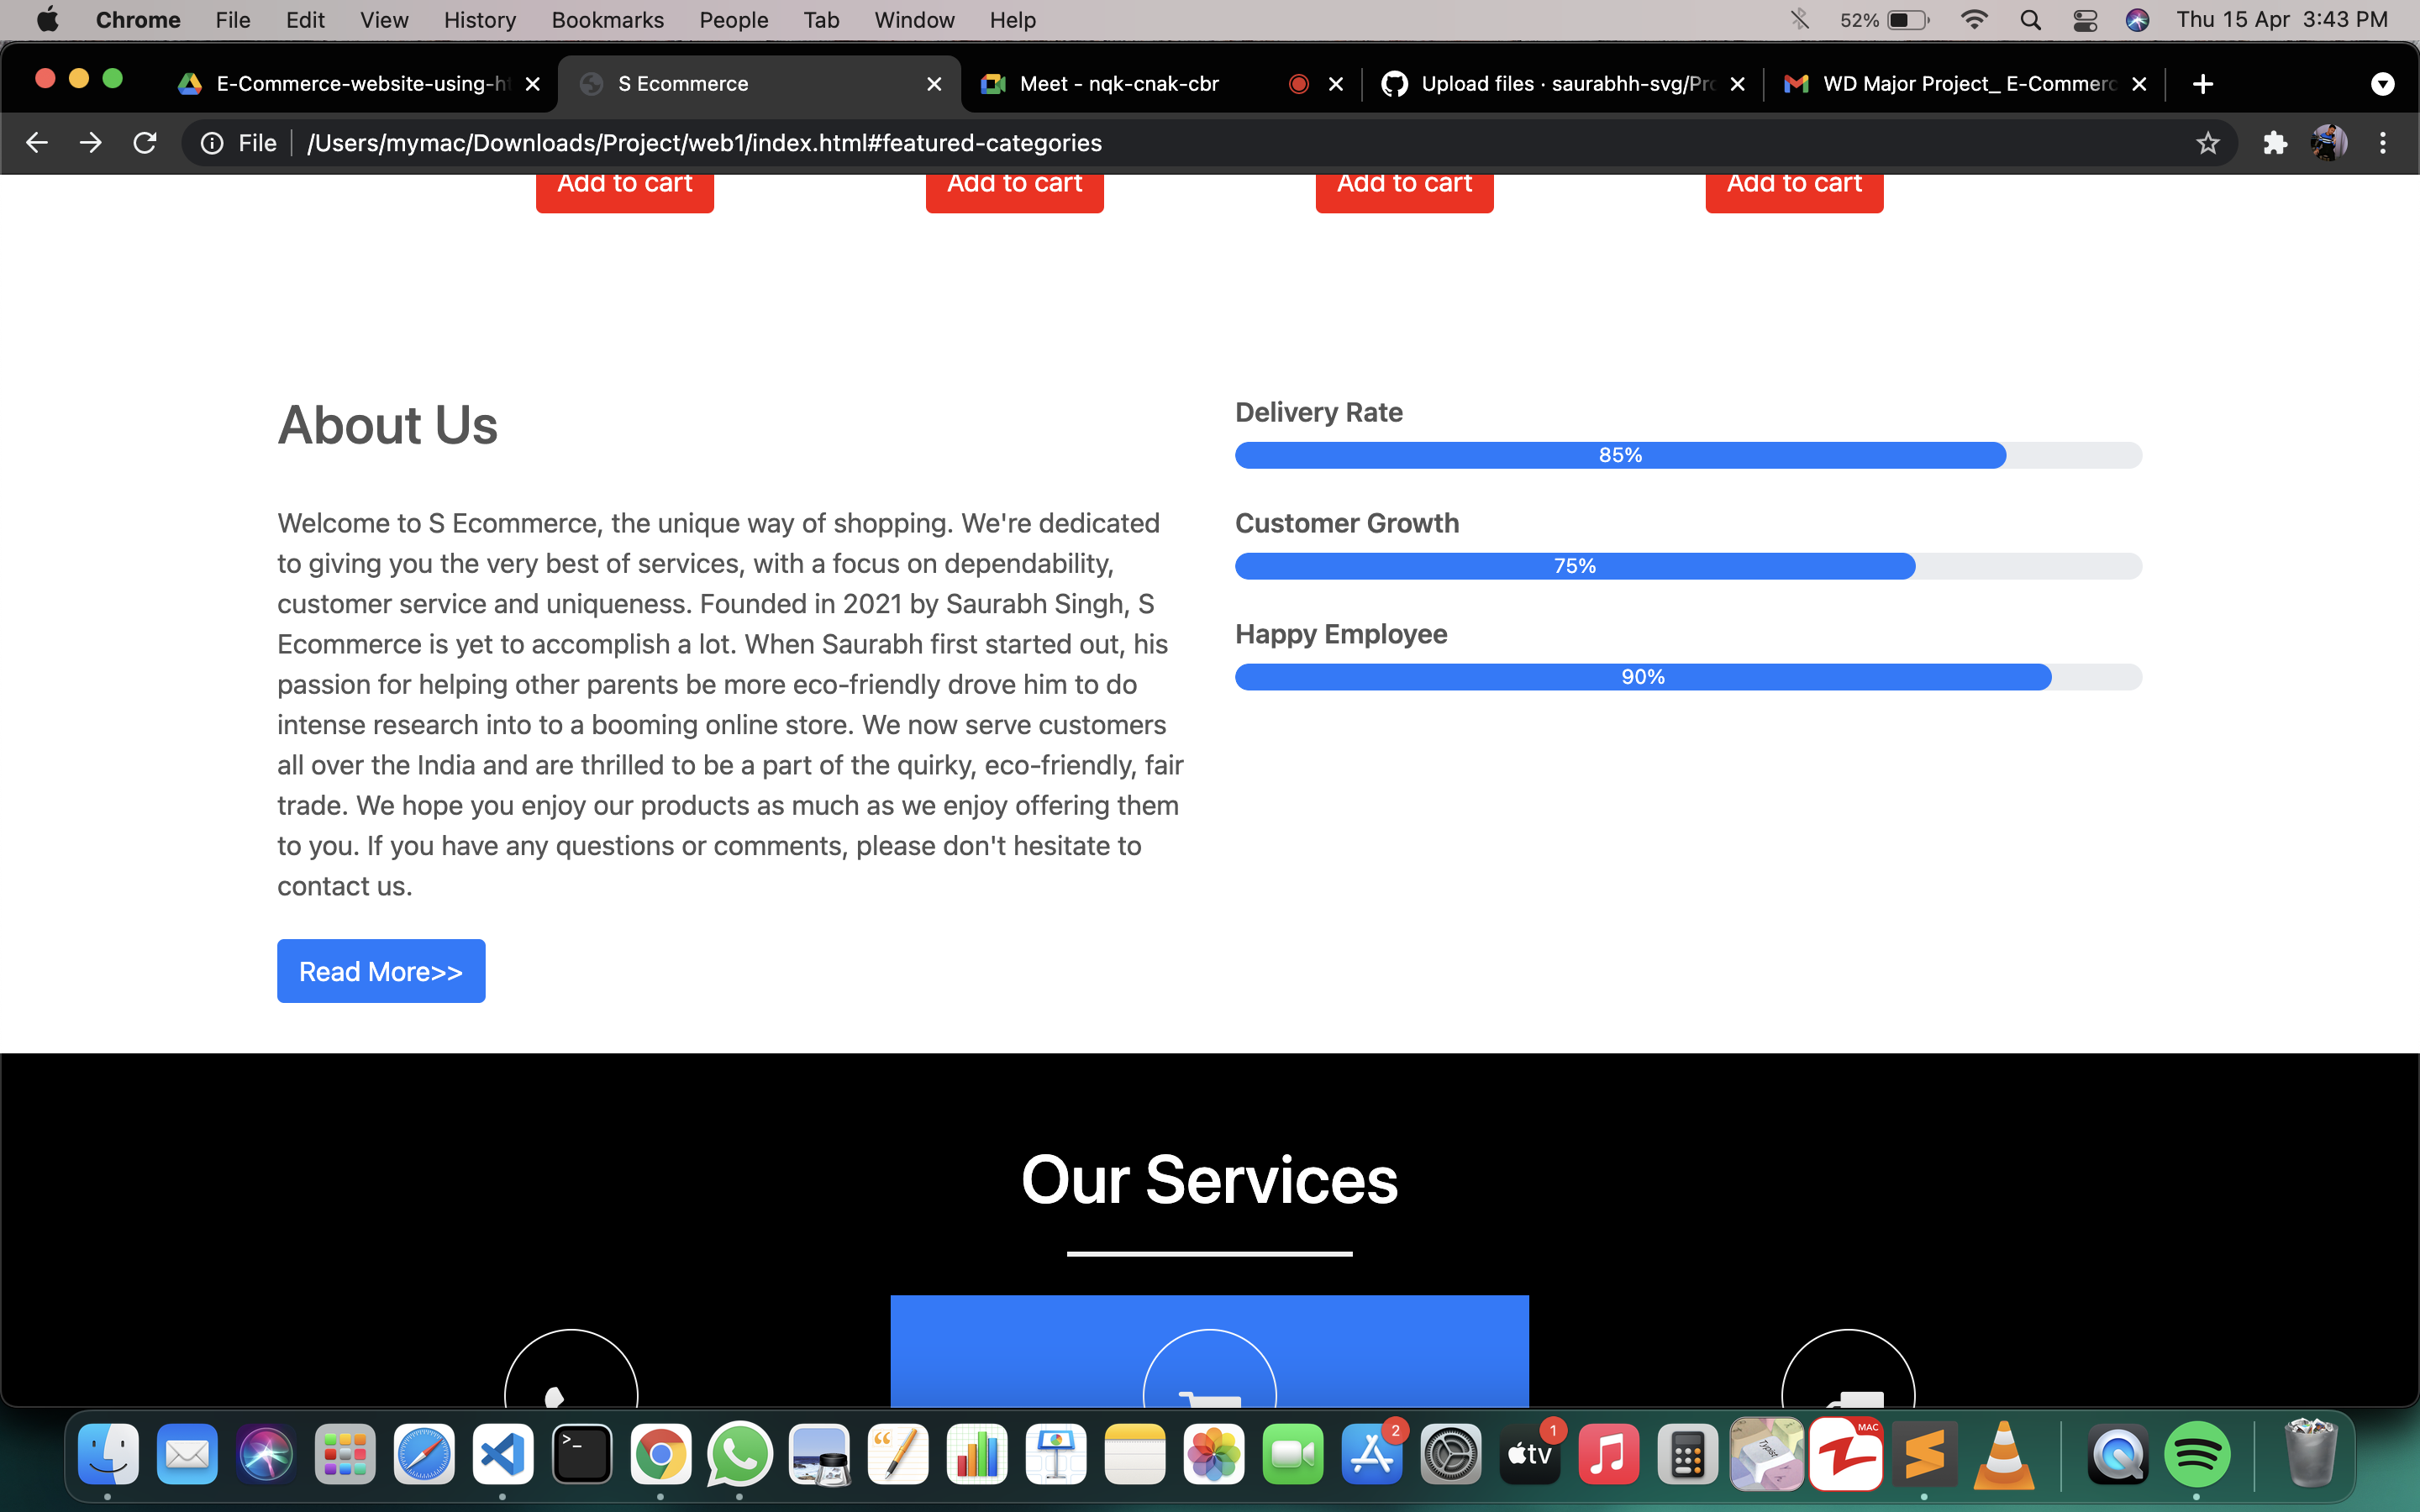 Chrome File Edit View History Bookmarks People Tab Window Help 52% Thu 15 Apr 3:43 PM
E-Commerce-website-using-ht S Ecommerce Meet - nqk-cnak-cbr Upload files · saurabhh-svg/Pro WD Major Project_ E-Commerc
File /Users/mymac/Downloads/Project/web1/index.html#featured-categories
Add to cart Add to cart Add to cart Add to cart
About Us
Welcome to S Ecommerce, the unique way of shopping. We're dedicated
to giving you the very best of services, with a focus on dependability,
customer service and uniqueness. Founded in 2021 by Saurabh Singh, S
Ecommerce is yet to accomplish a lot. When Saurabh first started out, his
passion for helping other parents be more eco-friendly drove him to do
intense research into to a booming online store. We now serve customers
all over the India and are thrilled to be a part of the quirky, eco-friendly, fair
trade. We hope you enjoy our products as much as we enjoy offering them
to you. If you have any questions or comments, please don't hesitate to
contact us.
Read More>>
Delivery Rate
85%
Customer Growth
75%
Happy Employee
90%
Our Services
2 tv 1 Typist MAC